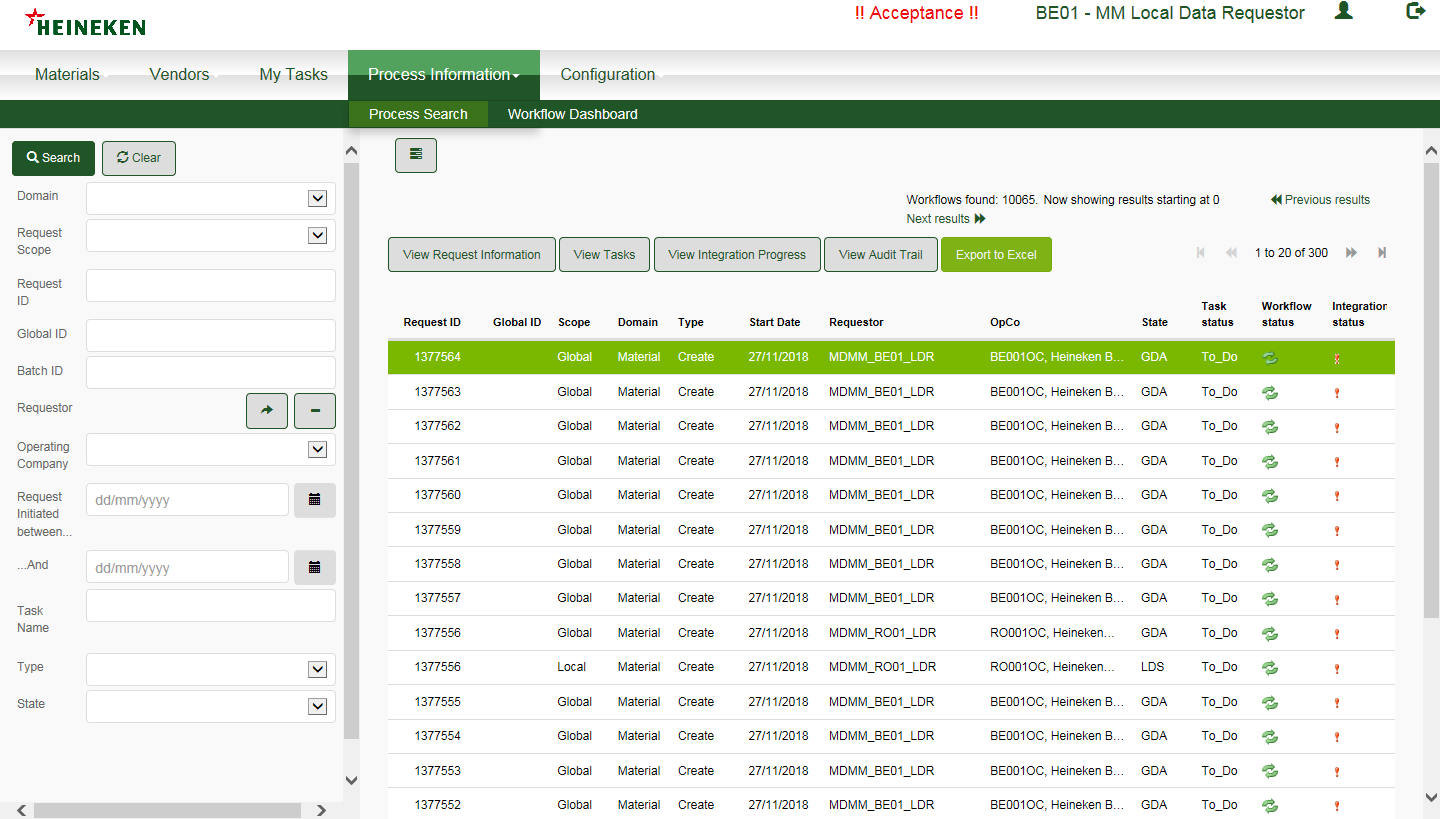 HEINEKEN
!! Acceptance !!
BE01 - MM Local Data Requestor
Materials
Vendors
My Tasks
Process Information
Configuration
Process Search
Workflow Dashboard
Search
Clear
Domain
Request
Scope
Request
ID
Global ID
Batch ID
Requestor
Operating
Company
Request
Initiated
between...
dd/mm/yyyy
...And
dd/mm/yyyy
Task
Name
Type
State
Workflows found: 10065. Now showing results starting at 0
Previous results
Next results
View Request Information
View Tasks
View Integration Progress
View Audit Trail
Export to Excel
1 to 20 of 300
Request ID Global ID Scope Domain Type Start Date Requestor OpCo State Task status Workflow status Integration status
1377564 Global Material Create 27/11/2018 MDMM_BE01_LDR BE001OC, Heineken B... GDA To_Do
1377563 Global Material Create 27/11/2018 MDMM_BE01_LDR BE001OC, Heineken B... GDA To_Do
1377562 Global Material Create 27/11/2018 MDMM_BE01_LDR BE001OC, Heineken B... GDA To_Do
1377561 Global Material Create 27/11/2018 MDMM_BE01_LDR BE001OC, Heineken B... GDA To_Do
1377560 Global Material Create 27/11/2018 MDMM_BE01_LDR BE001OC, Heineken B... GDA To_Do
1377559 Global Material Create 27/11/2018 MDMM_BE01_LDR BE001OC, Heineken B... GDA To_Do
1377558 Global Material Create 27/11/2018 MDMM_BE01_LDR BE001OC, Heineken B... GDA To_Do
1377557 Global Material Create 27/11/2018 MDMM_BE01_LDR BE001OC, Heineken B... GDA To_Do
1377556 Global Material Create 27/11/2018 MDMM_RO01_LDR RO001OC, Heineken... GDA To_Do
1377556 Local Material Create 27/11/2018 MDMM_RO01_LDR RO001OC, Heineken... LDS To_Do
1377555 Global Material Create 27/11/2018 MDMM_BE01_LDR BE001OC, Heineken B... GDA To_Do
1377554 Global Material Create 27/11/2018 MDMM_BE01_LDR BE001OC, Heineken B... GDA To_Do
1377553 Global Material Create 27/11/2018 MDMM_BE01_LDR BE001OC, Heineken B... GDA To_Do
1377552 Global Material Create 27/11/2018 MDMM_BE01_LDR BE001OC, Heineken B... GDA To_Do